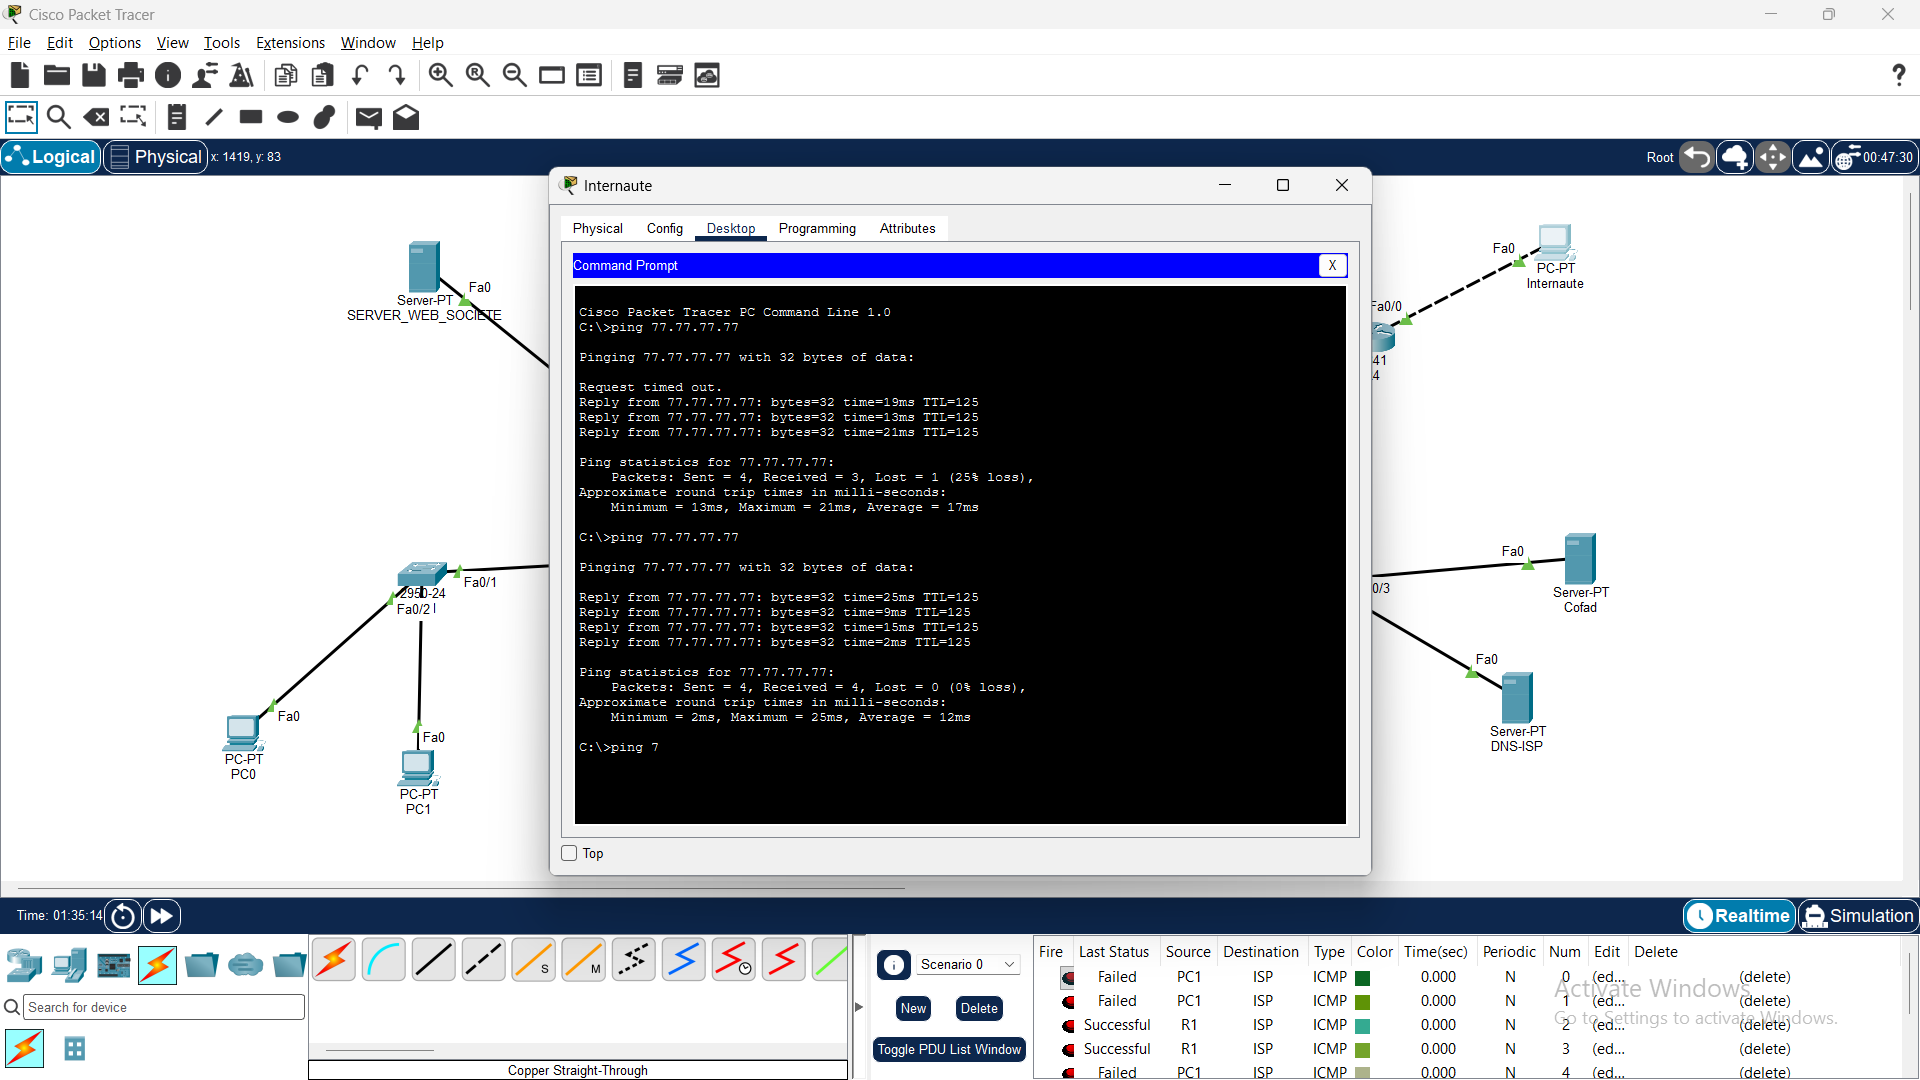 Cisco Packet Tracer
File Edit Options View Tools Extensions Window Help
Logical Physical x: 1419, y: 83 Root 00:47:30
Internaute
Physical Config Desktop Programming Attributes
Command Prompt X
Cisco Packet Tracer PC Command Line 1.0
C:\>ping 77.77.77.77
Pinging 77.77.77.77 with 32 bytes of data:
Request timed out.
Reply from 77.77.77.77: bytes=32 time=19ms TTL=125
Reply from 77.77.77.77: bytes=32 time=13ms TTL=125
Reply from 77.77.77.77: bytes=32 time=21ms TTL=125
Ping statistics for 77.77.77.77:
Packets: Sent = 4, Received = 3, Lost = 1 (25% loss),
Approximate round trip times in milli-seconds:
Minimum = 13ms, Maximum = 21ms, Average = 17ms
C:\>ping 77.77.77.77
Pinging 77.77.77.77 with 32 bytes of data:
Reply from 77.77.77.77: bytes=32 time=25ms TTL=125
Reply from 77.77.77.77: bytes=32 time=9ms TTL=125
Reply from 77.77.77.77: bytes=32 time=15ms TTL=125
Reply from 77.77.77.77: bytes=32 time=2ms TTL=125
Ping statistics for 77.77.77.77:
Packets: Sent = 4, Received = 4, Lost = 0 (0% loss),
Approximate round trip times in milli-seconds:
Minimum = 2ms, Maximum = 25ms, Average = 12ms
C:\>ping 7
Top
Fa0
Server-PT
SERVER_WEB_SOCIETE
Fa0/1
2950-24
Fa0/2
Fa0
PC-PT
PC0
Fa0
PC-PT
PC1
Fa0
PC-PT
Internaute
Fa0/0
41
4
Fa0
0/3
Server-PT
Cofad
Fa0
Server-PT
DNS-ISP
Time: 01:35:14 Realtime Simulation
S M
Search for device
Copper Straight-Through
Scenario 0
New Delete
Toggle PDU List Window
Fire Last Status Source Destination Type Color Time(sec) Periodic Num Edit Delete
Failed PC1 ISP ICMP 0.000 N 0 (ed... (delete)
Failed PC1 ISP ICMP 0.000 N 1 (ed... (delete)
Successful R1 ISP ICMP 0.000 N 2 (ed... (delete)
Successful R1 ISP ICMP 0.000 N 3 (ed... (delete)
Failed PC1 ISP ICMP 0.000 N 4 (ed... (delete)
Activate Windows
Go to Settings to activate Windows.